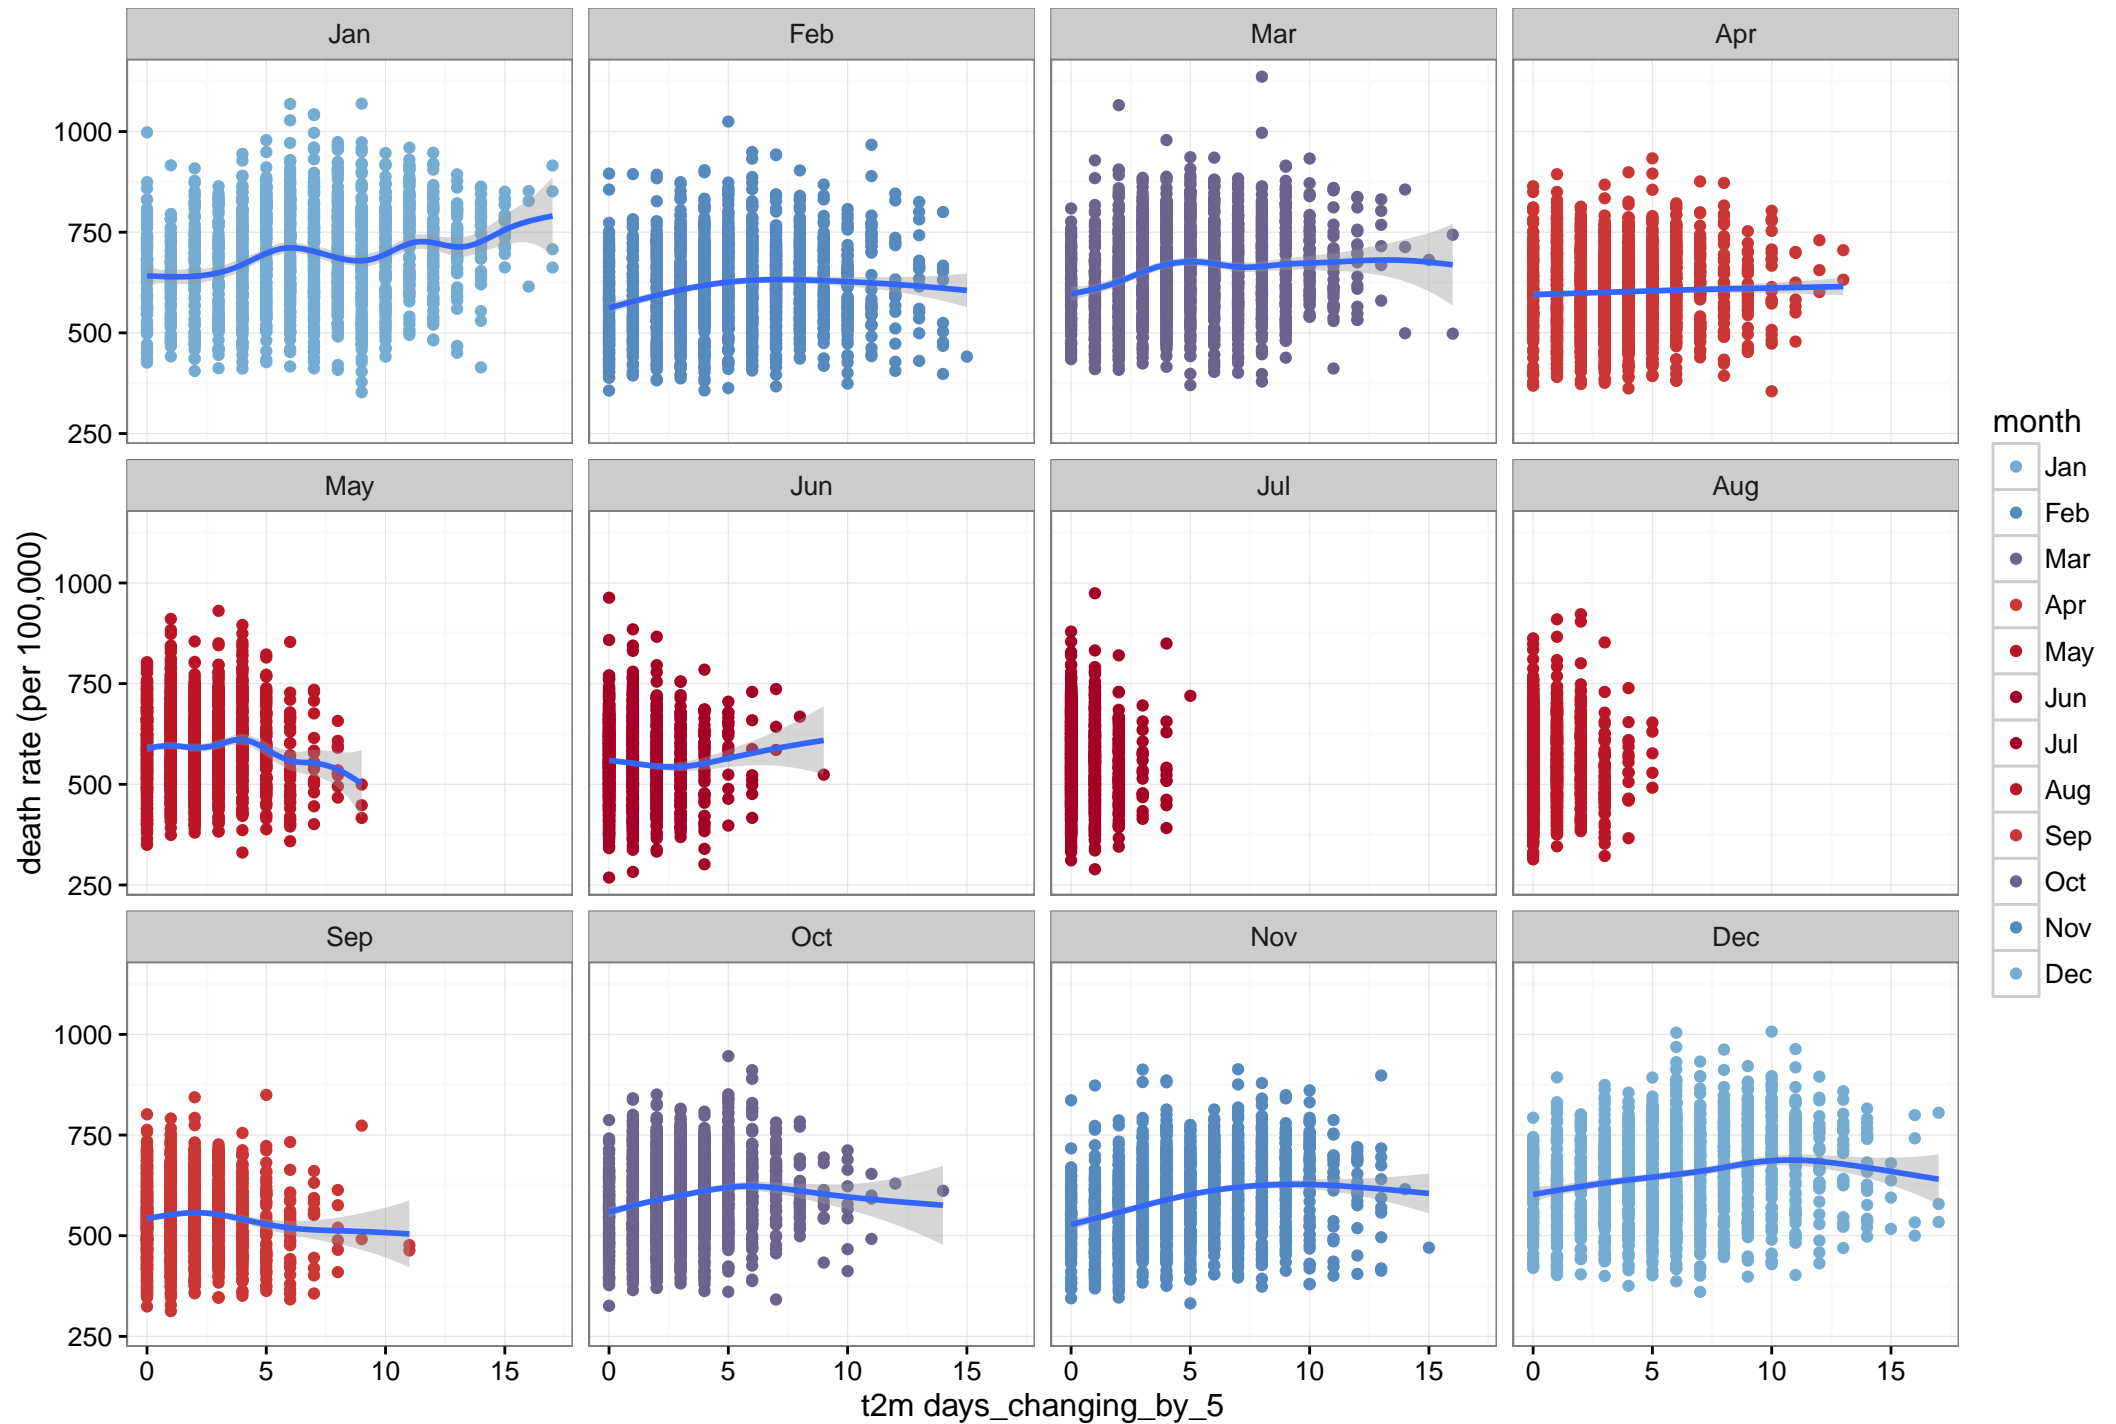 Jan Feb Mar Apr
1000
750
500
250
May Jun Jul Aug
1000
750
500
250
Sep Oct Nov Dec
1000
750
500
250
0 5 10 15 0 5 10 15 0 5 10 15 0 5 10 15
t2m days_changing_by_5
death rate (per 100,000)
month
Jan
Feb
Mar
Apr
May
Jun
Jul
Aug
Sep
Oct
Nov
Dec